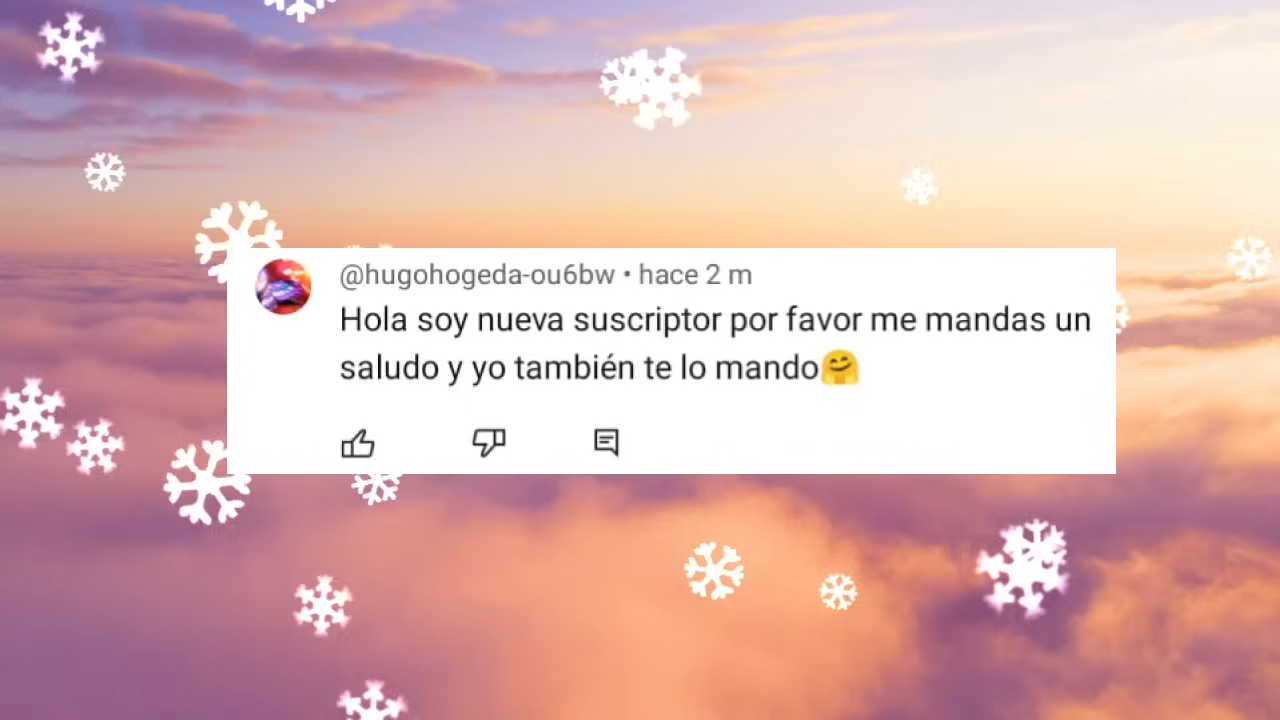 @hugohogeda-ou6bw • hace 2 m
Hola soy nueva suscriptor por favor me mandas un
saludo y yo también te lo mando🤗